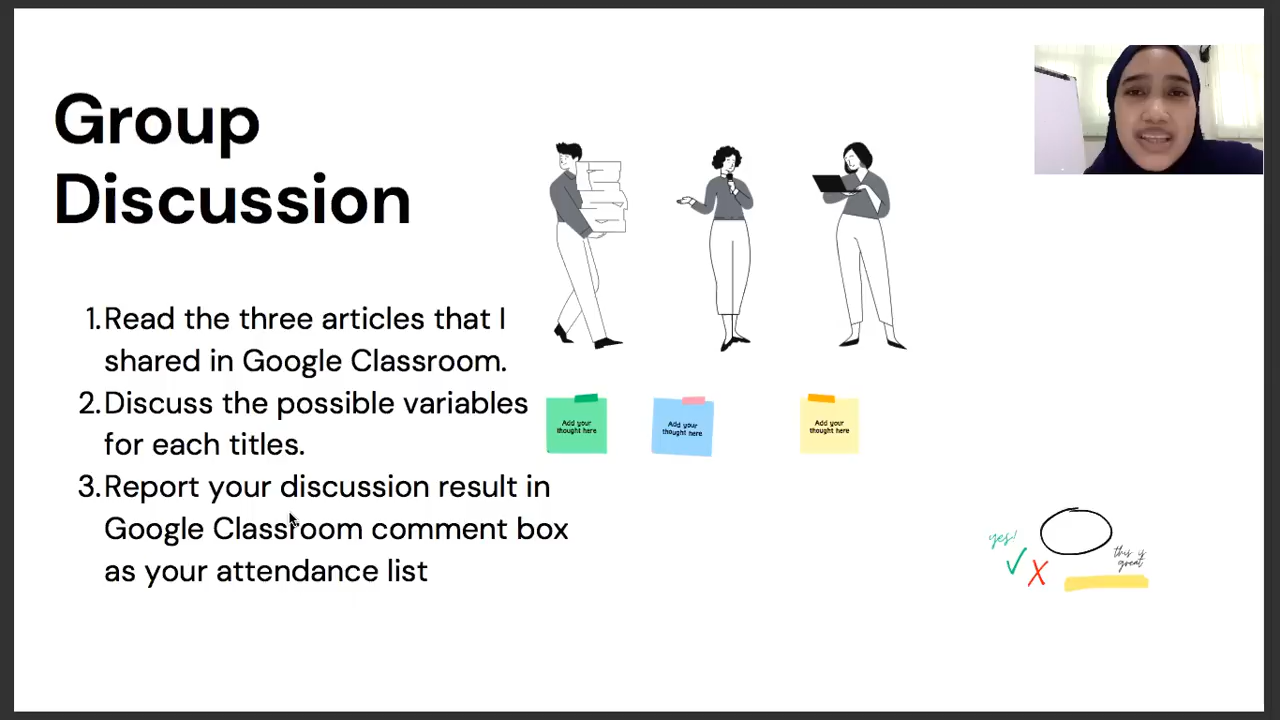 Group
Discussion
1. Read the three articles that I
shared in Google Classroom.
2. Discuss the possible variables
for each titles.
3. Report your discussion result in
Google Classroom comment box
as your attendance list
Add your
thought here
Add your
thought here
Add your
thought here
yes!
this is
great